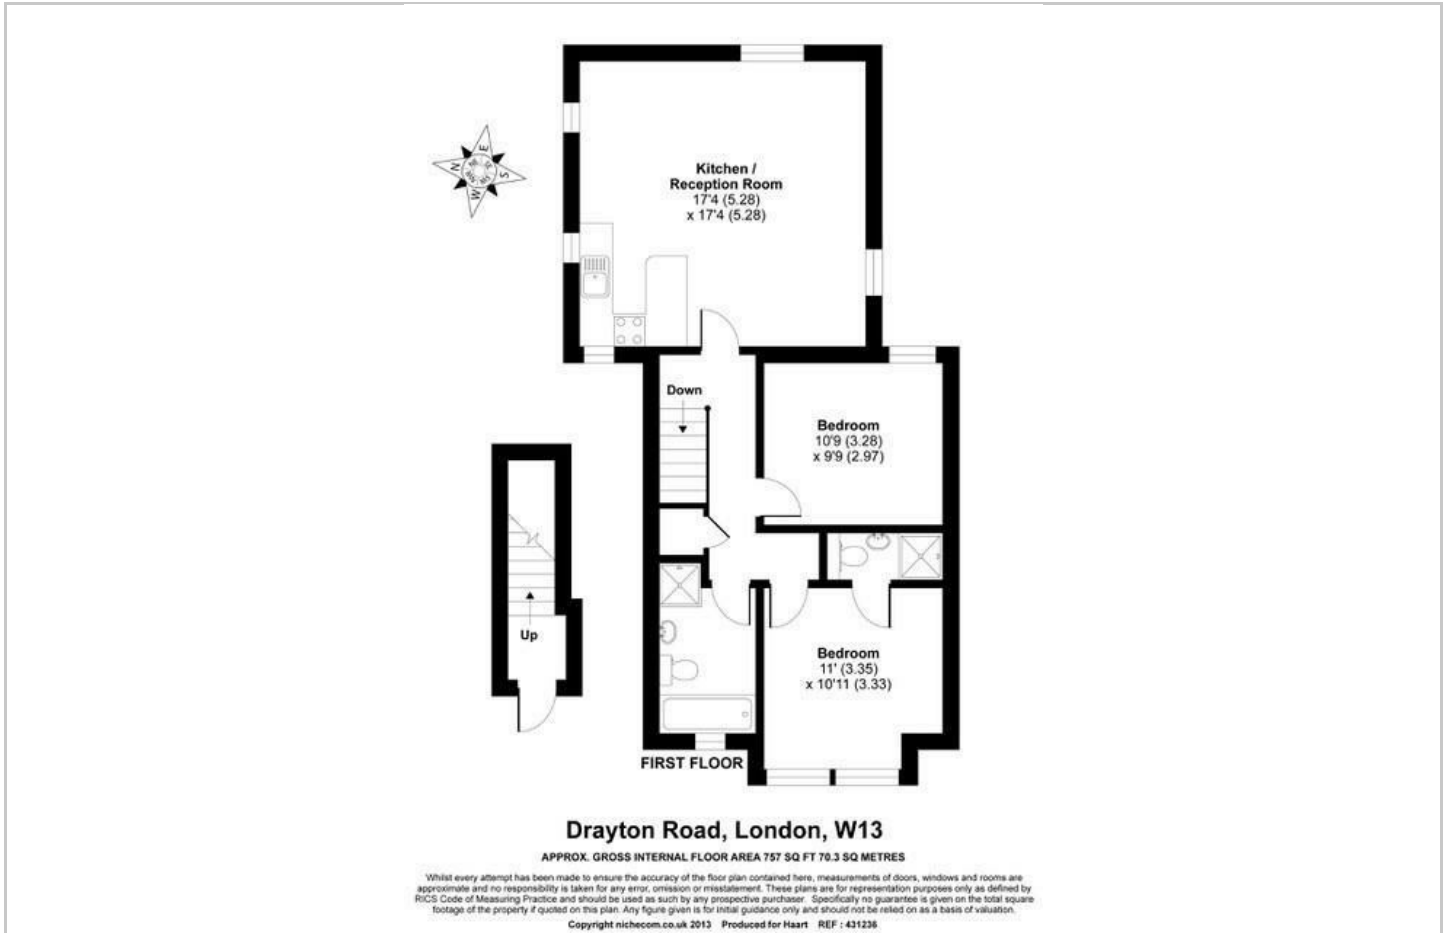 N
E
S
W
Kitchen /
Reception Room
17'4 (5.28)
x 17'4 (5.28)
Down
Bedroom
10'9 (3.28)
x 9'9 (2.97)
Up
Bedroom
11' (3.35)
x 10'11 (3.33)
FIRST FLOOR
Drayton Road, London, W13
APPROX. GROSS INTERNAL FLOOR AREA 757 SQ FT 70.3 SQ METRES
Whilst every attempt has been made to ensure the accuracy of the floor plan contained here, measurements of doors, windows and rooms are
approximate and no responsibility is taken for any error, omission or misstatement. These plans are for representation purposes only as defined by
RICS Code of Measuring Practice and should be used as such by any prospective purchaser. Specifically no guarantee is given on the total square
footage of the property if quoted on this plan. Any figure given is for initial guidance only and should not be relied on as a basis of valuation.
Copyright nichecom.co.uk 2013 Produced for Haart REF : 431236